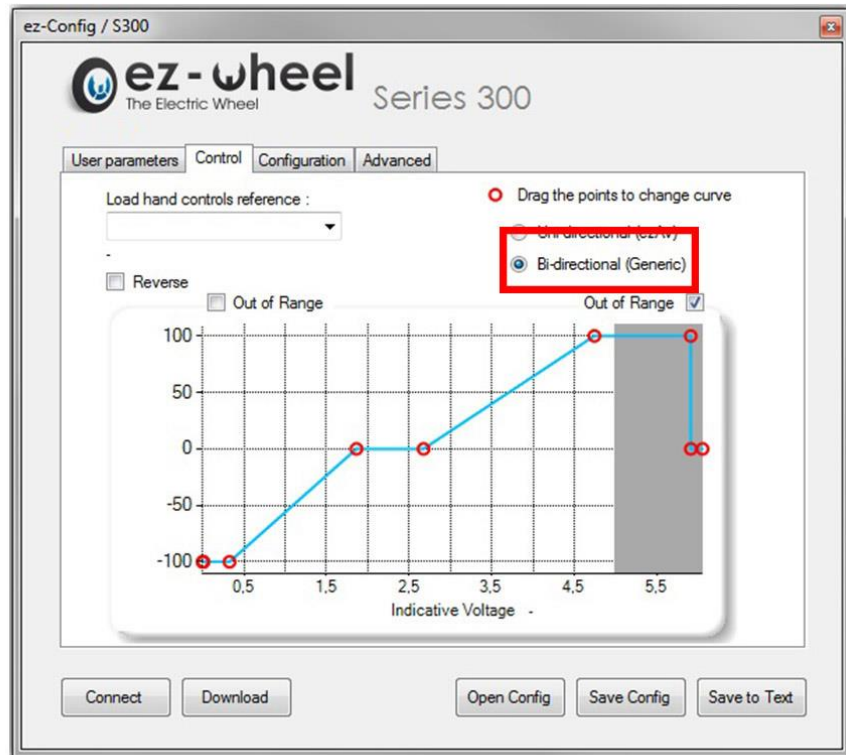 ez-Config / S300
ez-wheel
The Electric Wheel
Series 300
User parameters Control Configuration Advanced
Load hand controls reference :
Drag the points to change curve
Uni-directional (ezAv)
-
Bi-directional (Generic)
Reverse
Out of Range
Out of Range
100
50
0
-50
-100
0,5 1,5 2,5 3,5 4,5 5,5
Indicative Voltage -
Connect Download Open Config Save Config Save to Text